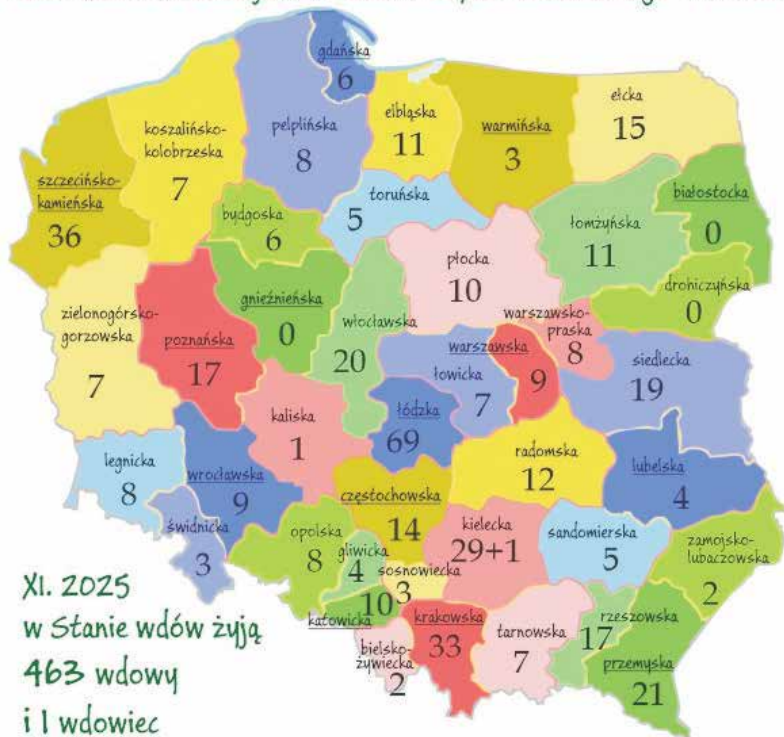 gdańska
6
koszalińsko-
kołobrzeska
7
pelplińska
8
elbląska
11
warmińska
3
ełcka
15
szczecińsko-
kamieńska
36
bydgoska
6
toruńska
5
łomżyńska
11
białostocka
0
płocka
10
drohiczyńska
0
zielonogórsko-
gorzowska
7
poznańska
17
gnieźnieńska
0
włocławska
20
warszawsko-
praska
8
warszawska
9
łowicka
7
siedlecka
19
kaliska
1
łódzka
69
legnicka
8
wrocławska
9
radomska
12
lubelska
4
częstochowska
14
świdnicka
3
opolska
8
gliwicka
4
kielecka
29+1
sandomierska
5
zamojsko-
lubaczowska
2
sosnowiecka
3
katowicka
10
krakowska
33
tarnowska
7
rzeszowska
17
przemyska
21
bielsko-
żywiecka
2
XI. 2025
w Stanie wdów żyją
463 wdowy
i 1 wdowiec